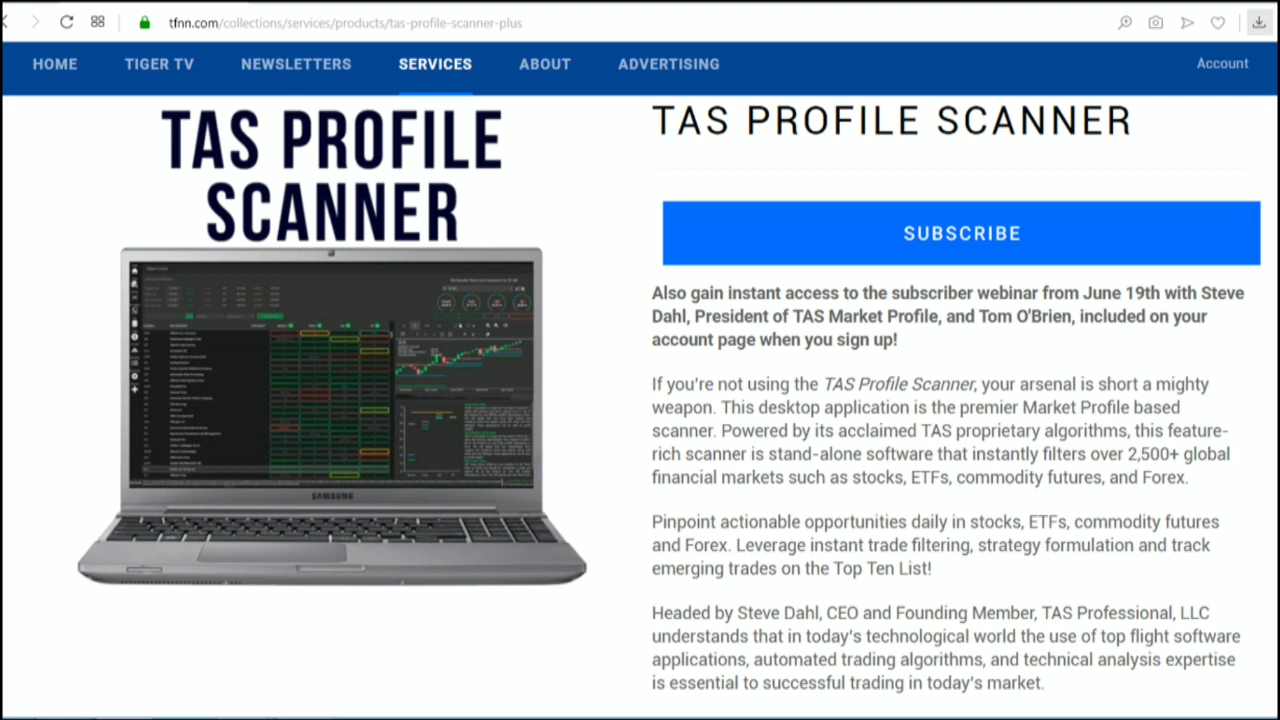 tfnn.com/collections/services/products/tas-profile-scanner-plus
HOME TIGER TV NEWSLETTERS SERVICES ABOUT ADVERTISING Account
TAS PROFILE
SCANNER
SAMSUNG
TAS PROFILE SCANNER
SUBSCRIBE
Also gain instant access to the subscriber webinar from June 19th with Steve
Dahl, President of TAS Market Profile, and Tom O'Brien, included on your
account page when you sign up!
If you're not using the TAS Profile Scanner, your arsenal is short a mighty
weapon. This desktop application is the premier Market Profile based
scanner. Powered by its acclaimed TAS proprietary algorithms, this feature-
rich scanner is stand-alone software that instantly filters over 2,500+ global
financial markets such as stocks, ETFs, commodity futures, and Forex.
Pinpoint actionable opportunities daily in stocks, ETFs, commodity futures
and Forex. Leverage instant trade filtering, strategy formulation and track
emerging trades on the Top Ten List!
Headed by Steve Dahl, CEO and Founding Member, TAS Professional, LLC
understands that in today's technological world the use of top flight software
applications, automated trading algorithms, and technical analysis expertise
is essential to successful trading in today's market.